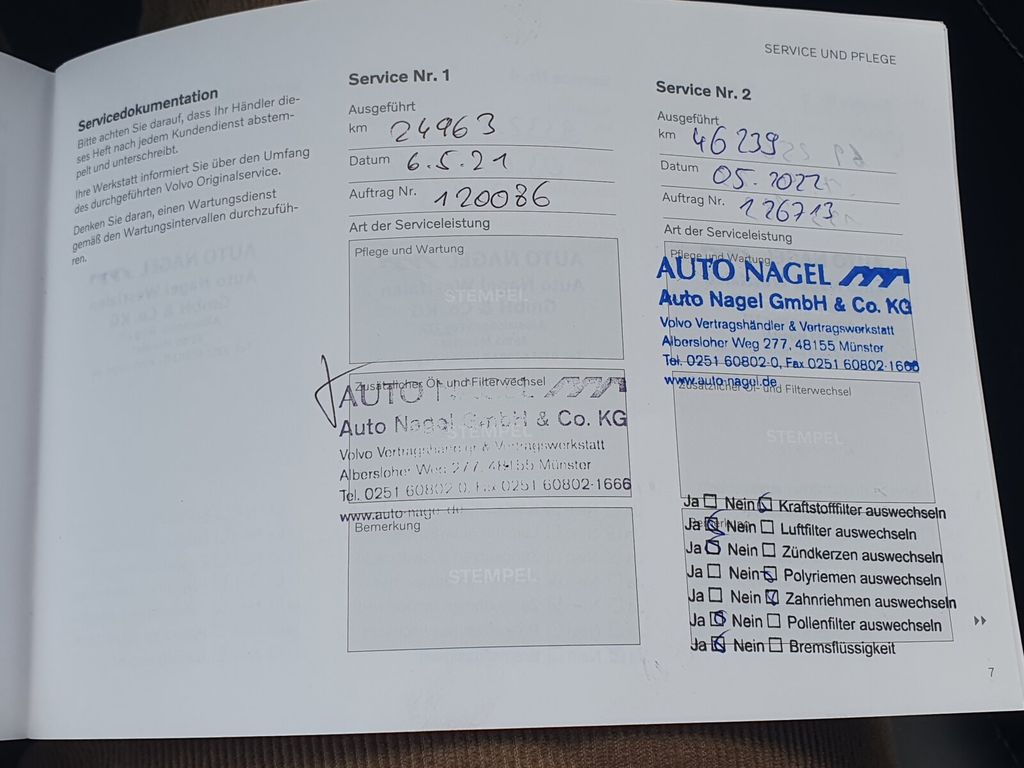 SERVICE UND PFLEGE
Servicedokumentation
Bitte achten Sie darauf, dass Ihr Händler die-
ses Heft nach jedem Kundendienst abstem-
pelt und unterschreibt.
Ihre Werkstatt informiert Sie über den Umfang
des durchgeführten Volvo Originalservice.
Denken Sie daran, einen Wartungsdienst
gemäß den Wartungsintervallen durchzufüh-
ren.
Service Nr. 1
Ausgeführt
km 24963
Datum 6.5.21
Auftrag Nr. 120086
Art der Serviceleistung
Pflege und Wartung
STEMPEL
Zusätzlicher Öl- und Filterwechsel
AUTO
Auto Nagel GmbH & Co. KG
STEMPEL
Volvo Vertragshändler & Vertragswerkstatt
Albersloher Weg 277, 48155 Münster
Tel. 0251 60802-0, Fax 0251 60802-1666
www.auto-nagel.de
Bemerkung
STEMPEL
Service Nr. 2
Ausgeführt
km 46239
Datum 05.2022
Auftrag Nr. 126713
Art der Serviceleistung
Pflege und Wartung
AUTO NAGEL
Auto Nagel GmbH & Co. KG
Volvo Vertragshändler & Vertragswerkstatt
Albersloher Weg 277, 48155 Münster
Tel. 0251 60802-0, Fax 0251 60802-1666
www.auto-nagel.de
Zusätzlicher Öl- und Filterwechsel
STEMPEL
Ja Nein Kraftstofffilter auswechseln
Ja Nein Luftfilter auswechseln
Ja Nein Zündkerzen auswechseln
Ja Nein Polyriemen auswechseln
Ja Nein Zahnriehmen auswechseln
Ja Nein Pollenfilter auswechseln
Ja Nein Bremsflüssigkeit
7